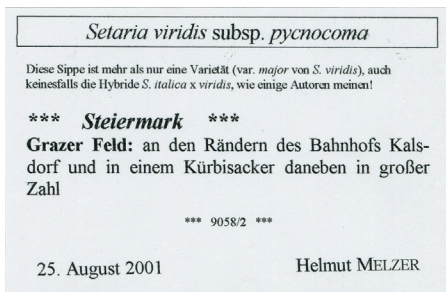 Setaria viridis subsp. pycnocoma
Diese Sippe ist mehr als nur eine Varietät (var. major von S. viridis), auch
keinesfalls die Hybride S. italica x viridis, wie einige Autoren meinen!
*** Steiermark ***
Grazer Feld: an den Rändern des Bahnhofs Kals-
dorf und in einem Kürbisacker daneben in großer
Zahl
*** 9058/2 ***
25. August 2001 Helmut MELZER